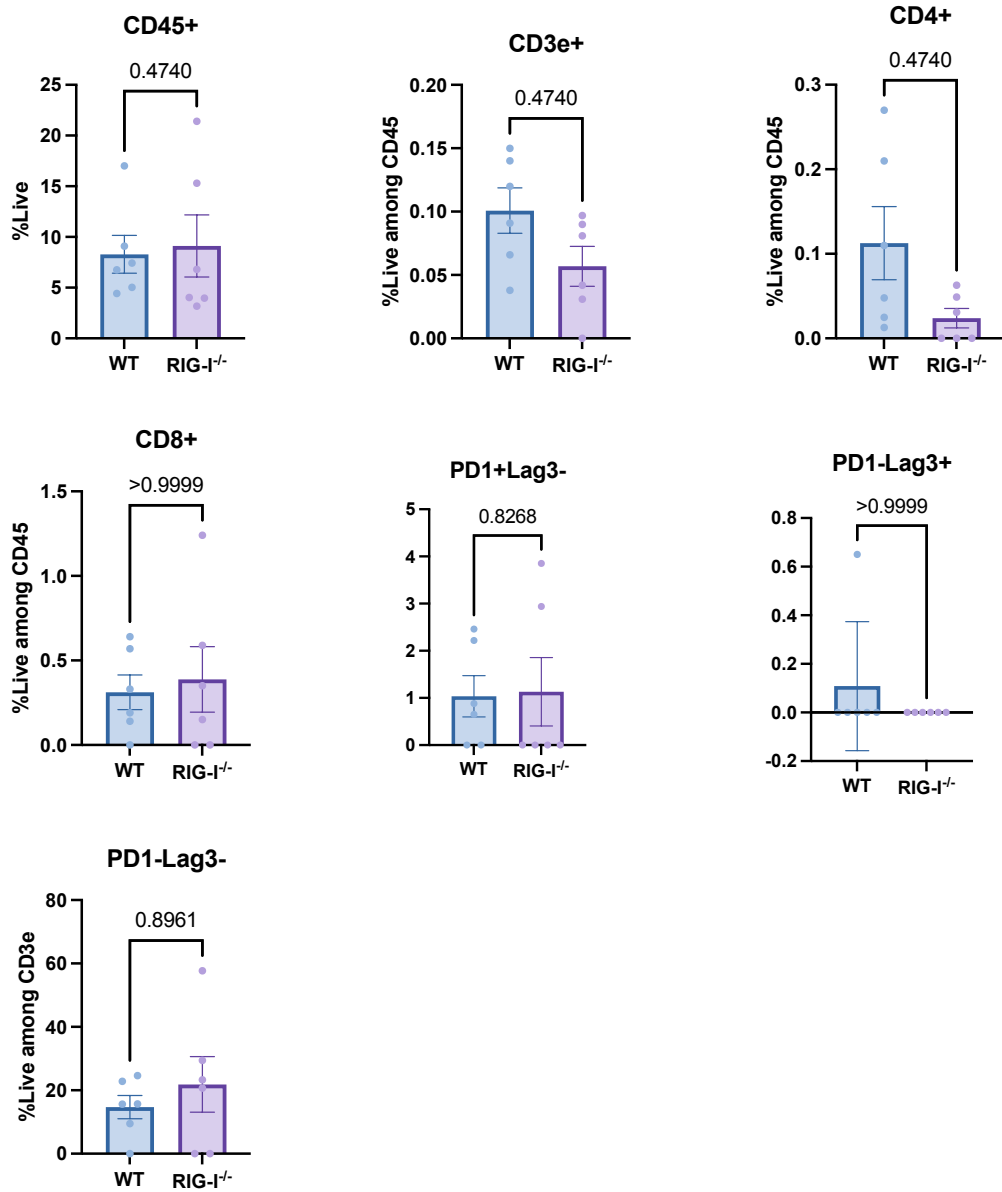 CD45+
0.4740
25
20
15
10
5
0
%Live
WT
RIG-I-/-
CD3e+
0.4740
0.20
0.15
0.10
0.05
0.00
%Live among CD45
WT
RIG-I-/-
CD4+
0.4740
0.3
0.2
0.1
0.0
%Live among CD45
WT
RIG-I-/-
CD8+
>0.9999
1.5
1.0
0.5
0.0
%Live among CD45
WT
RIG-I-/-
PD1+Lag3-
0.8268
5
4
3
2
1
0
WT
RIG-I-/-
PD1-Lag3+
>0.9999
0.8
0.6
0.4
0.2
0.0
-0.2
WT
RIG-I-/-
PD1-Lag3-
0.8961
80
60
40
20
0
%Live among CD3e
WT
RIG-I-/-